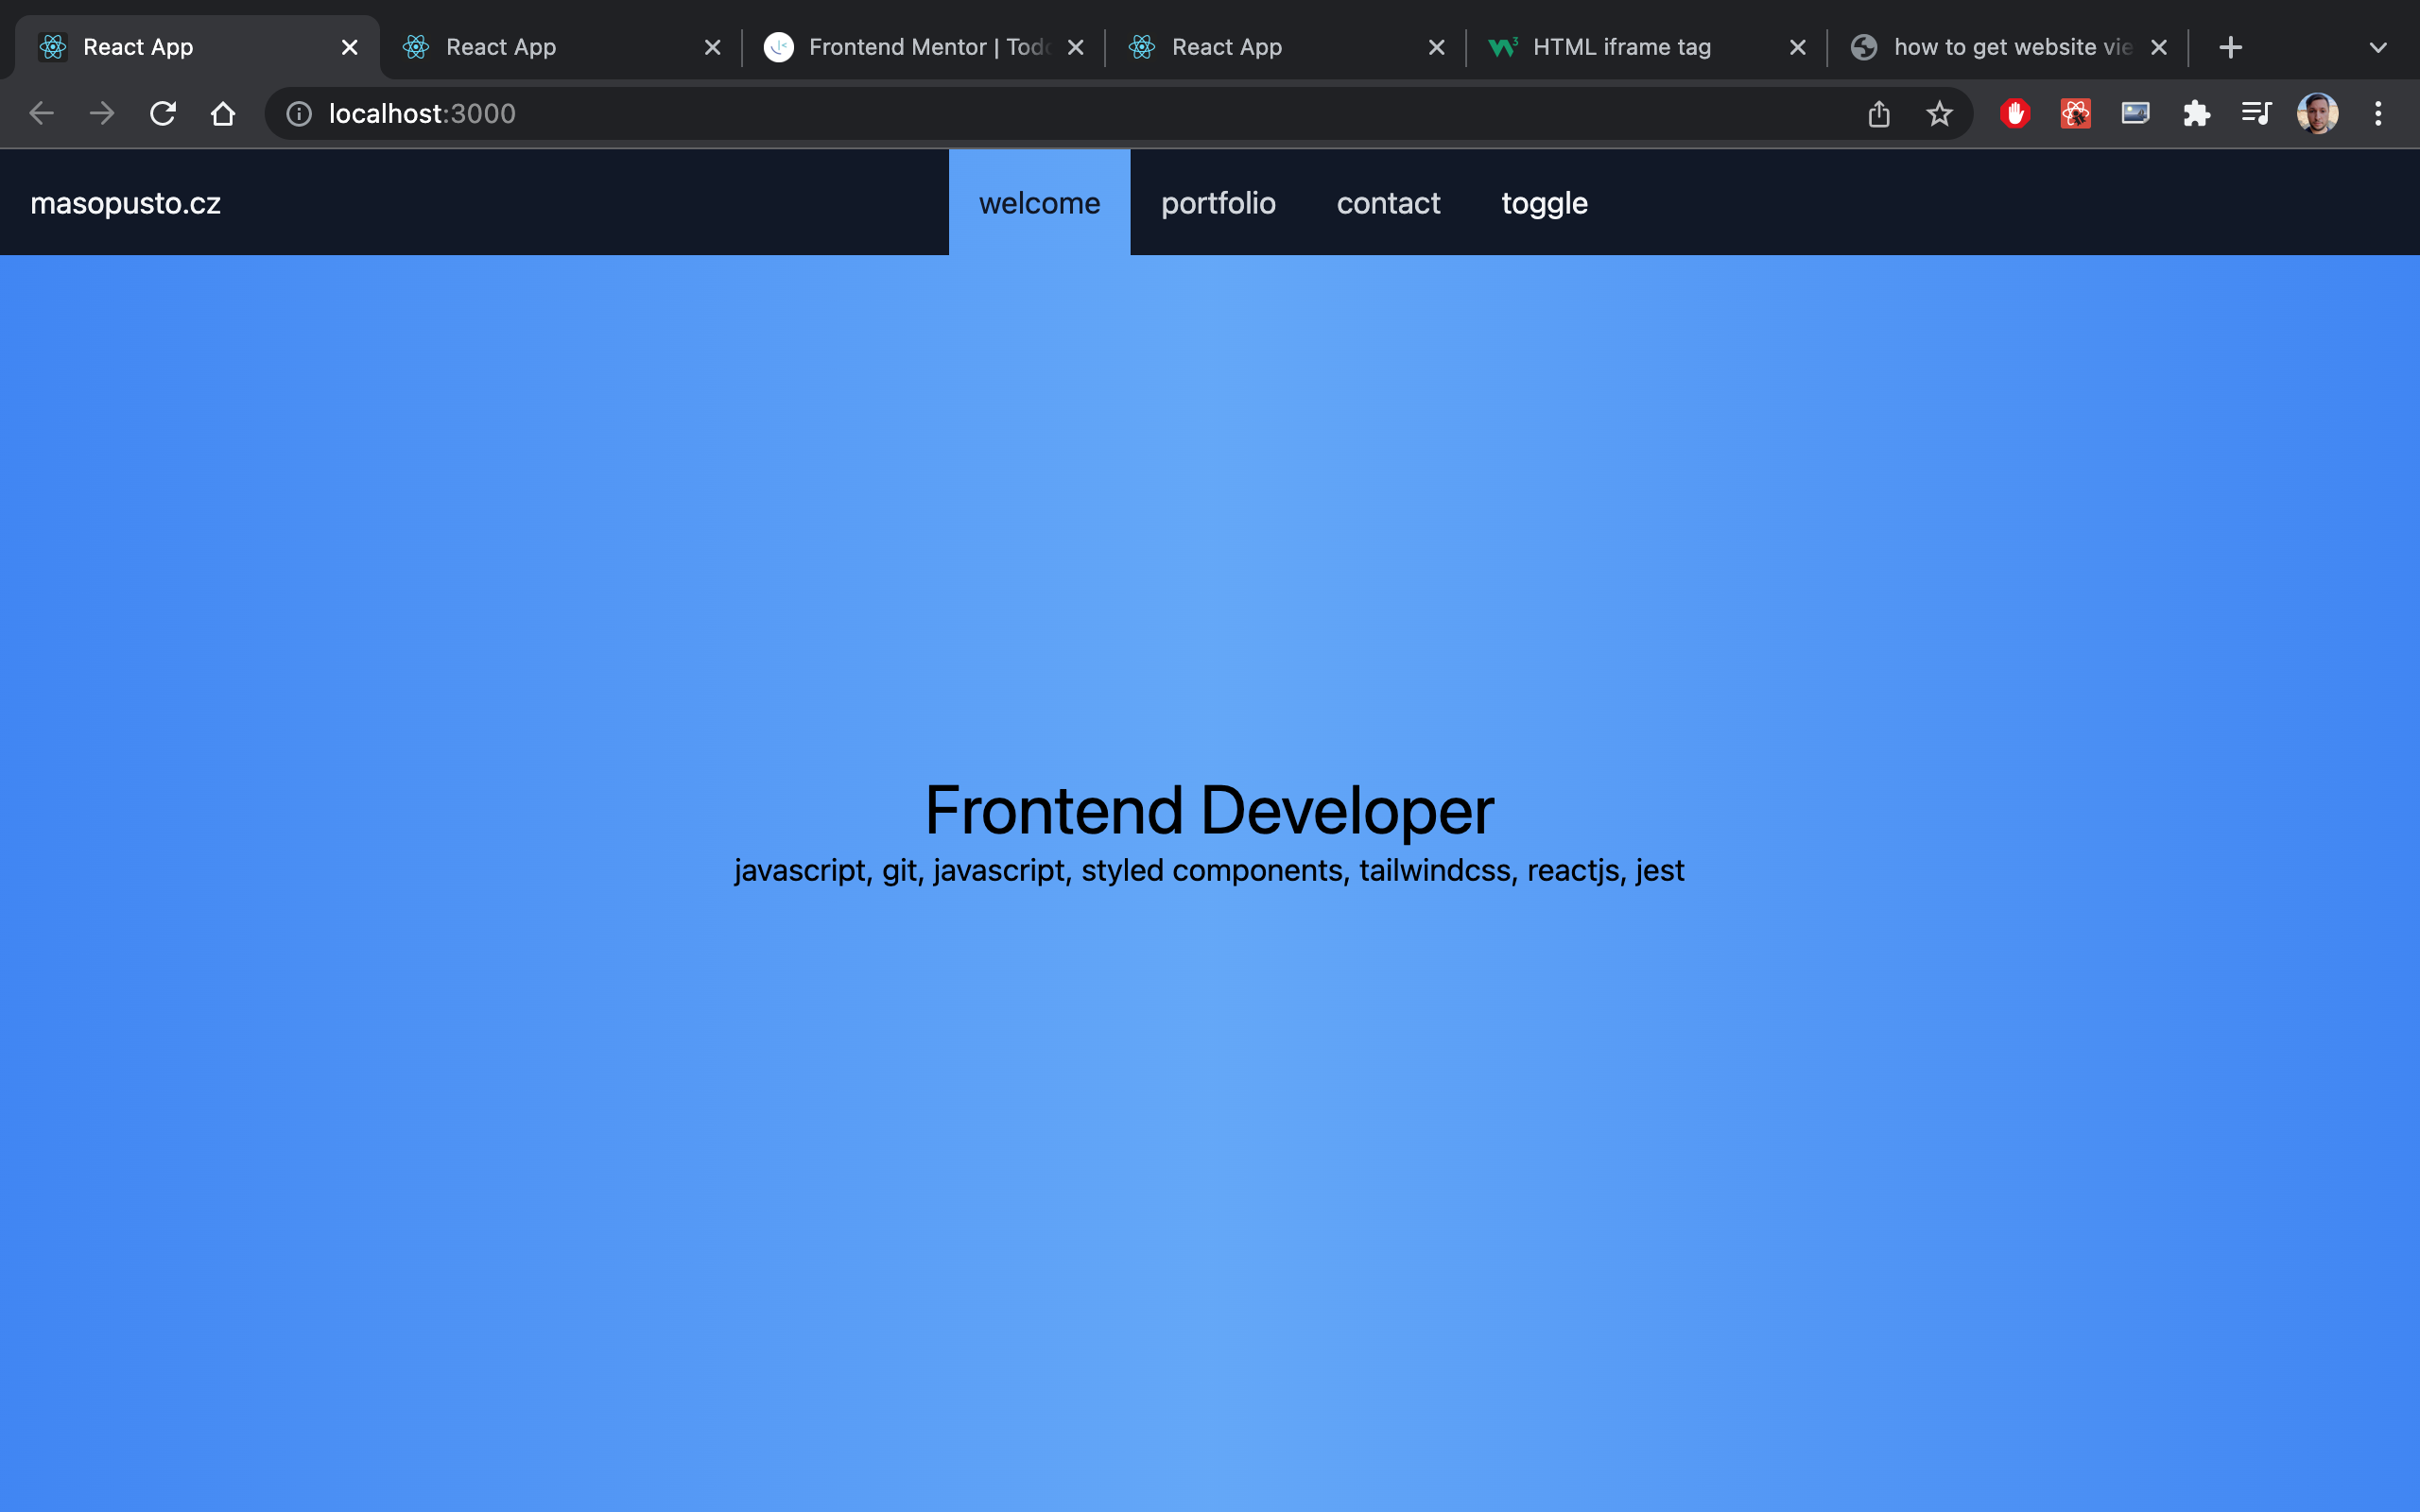 React App
React App
Frontend Mentor | Todo
React App
HTML iframe tag
how to get website vie
localhost:3000
masopusto.cz
welcome
portfolio
contact
toggle
Frontend Developer
javascript, git, javascript, styled components, tailwindcss, reactjs, jest